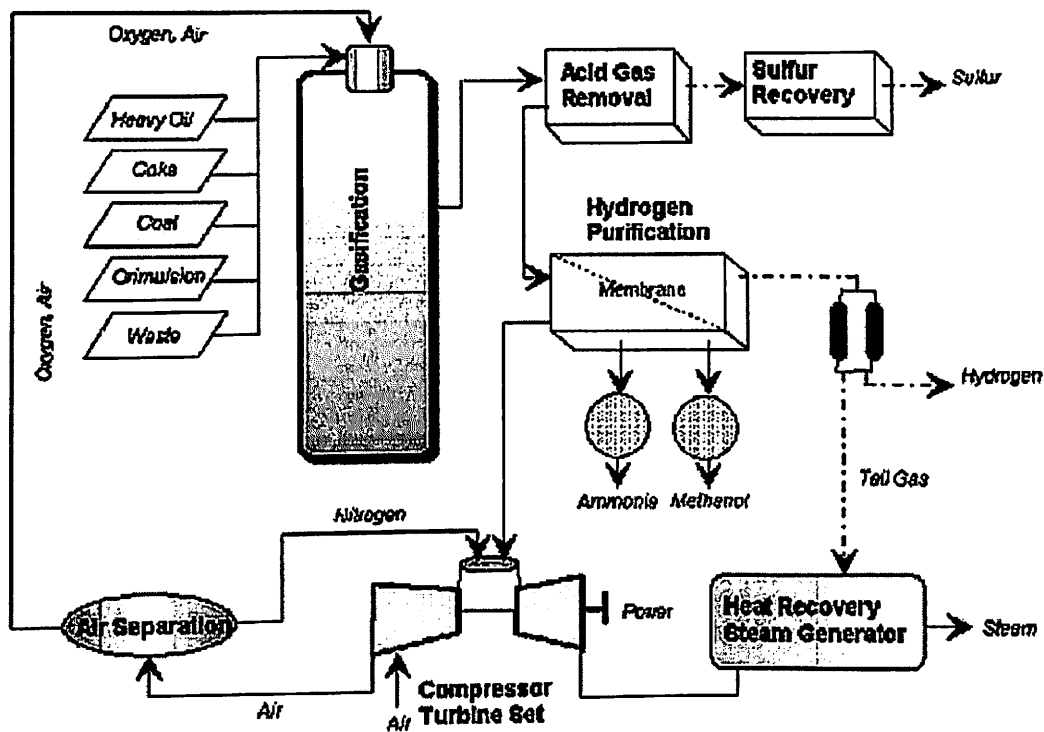 Oxygen, Air
Heavy Oil
Coke
Coal
Orimulsion
Waste
Oxygen, Air
Gasification
Acid Gas
Removal
Sulfur
Recovery
Sulfur
Hydrogen
Purification
Membrane
Hydrogen
Ammonia
Methanol
Tail Gas
Nitrogen
Air Separation
Power
Heat Recovery
Steam Generator
Steam
Air
Air
Compressor
Turbine Set